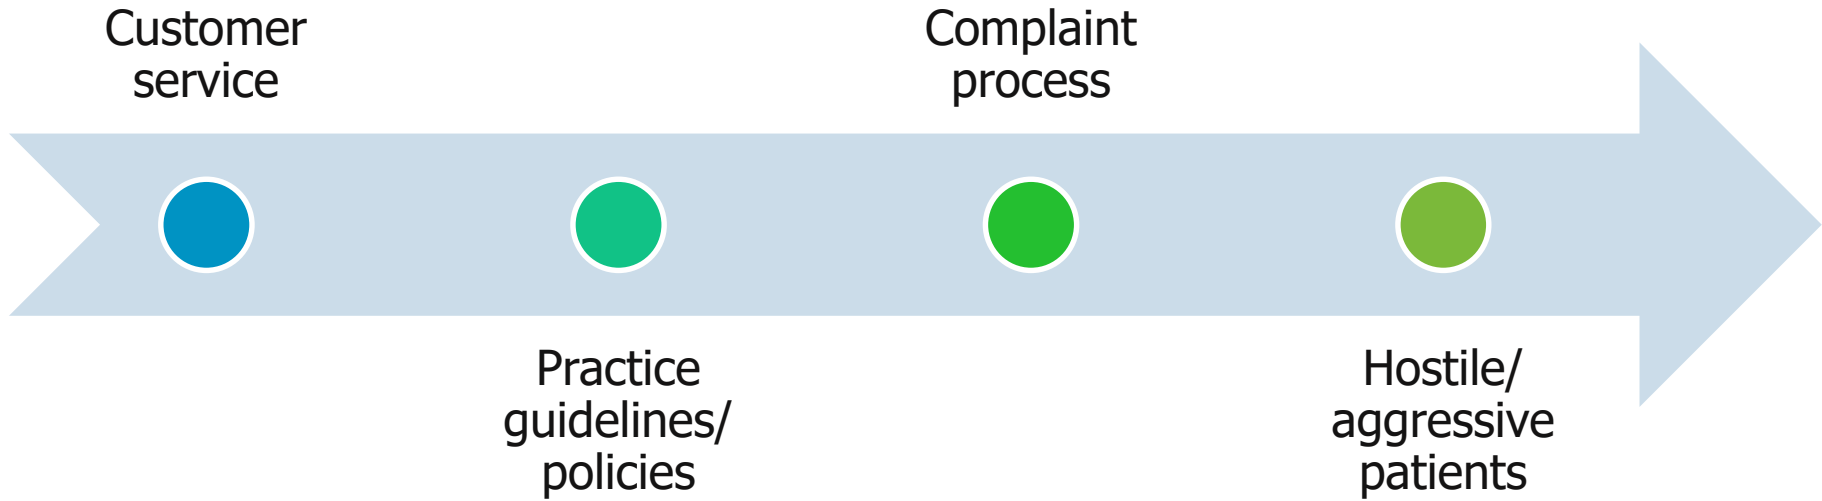 Customer
service
Practice
guidelines/
policies
Complaint
process
Hostile/
aggressive
patients